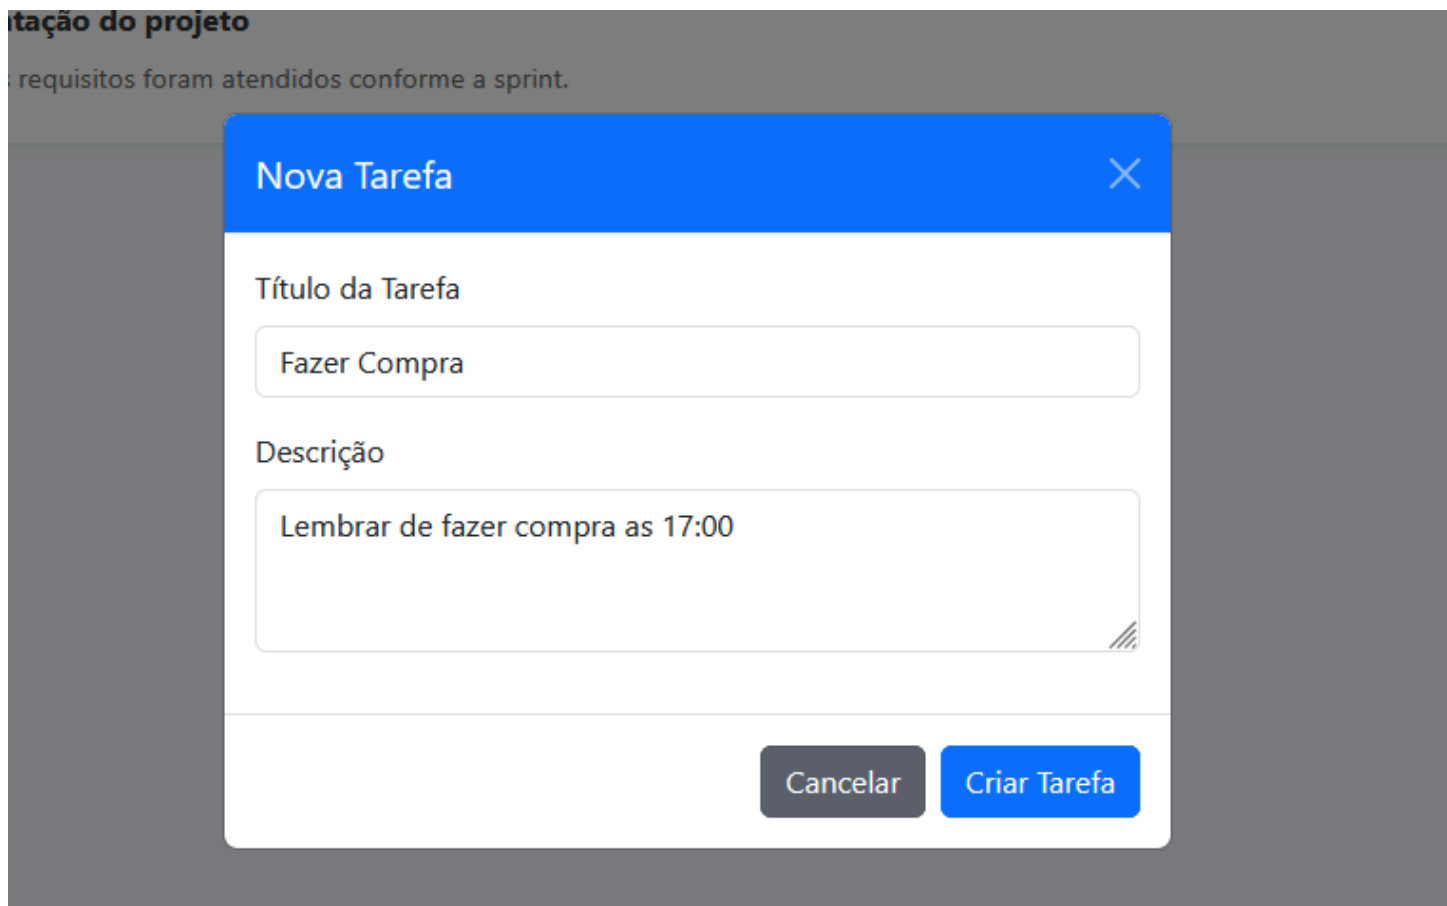 tação do projeto
requisitos foram atendidos conforme a sprint.
Nova Tarefa
Título da Tarefa
Fazer Compra
Descrição
Lembrar de fazer compra as 17:00
Cancelar
Criar Tarefa